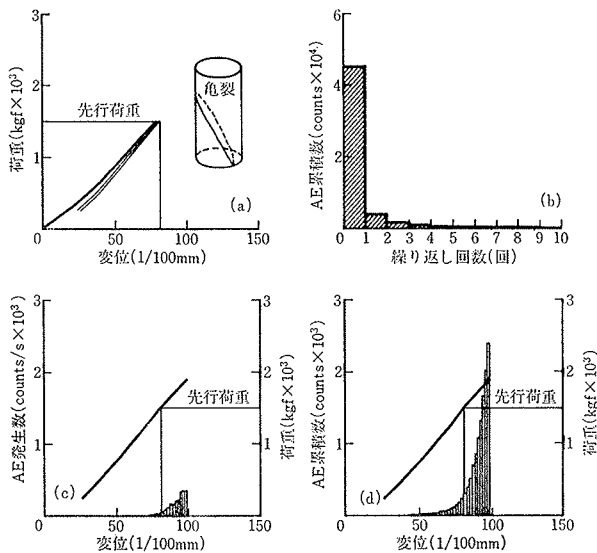 3
2
1
0
50
100
150
荷重(kgf×10³)
変位(1/100mm)
先行荷重
亀裂
(a)
6
4
2
0
1
2
3
4
5
6
7
8
9
10
AE累積数(counts×10⁴)
繰り返し回数(回)
(b)
3
2
1
0
50
100
150
3
2
1
AE発生数(counts/s×10³)
荷重(kgf×10³)
変位(1/100mm)
先行荷重
(c)
3
2
1
0
50
100
150
3
2
1
AE累積数(counts×10³)
荷重(kgf×10³)
変位(1/100mm)
先行荷重
(d)